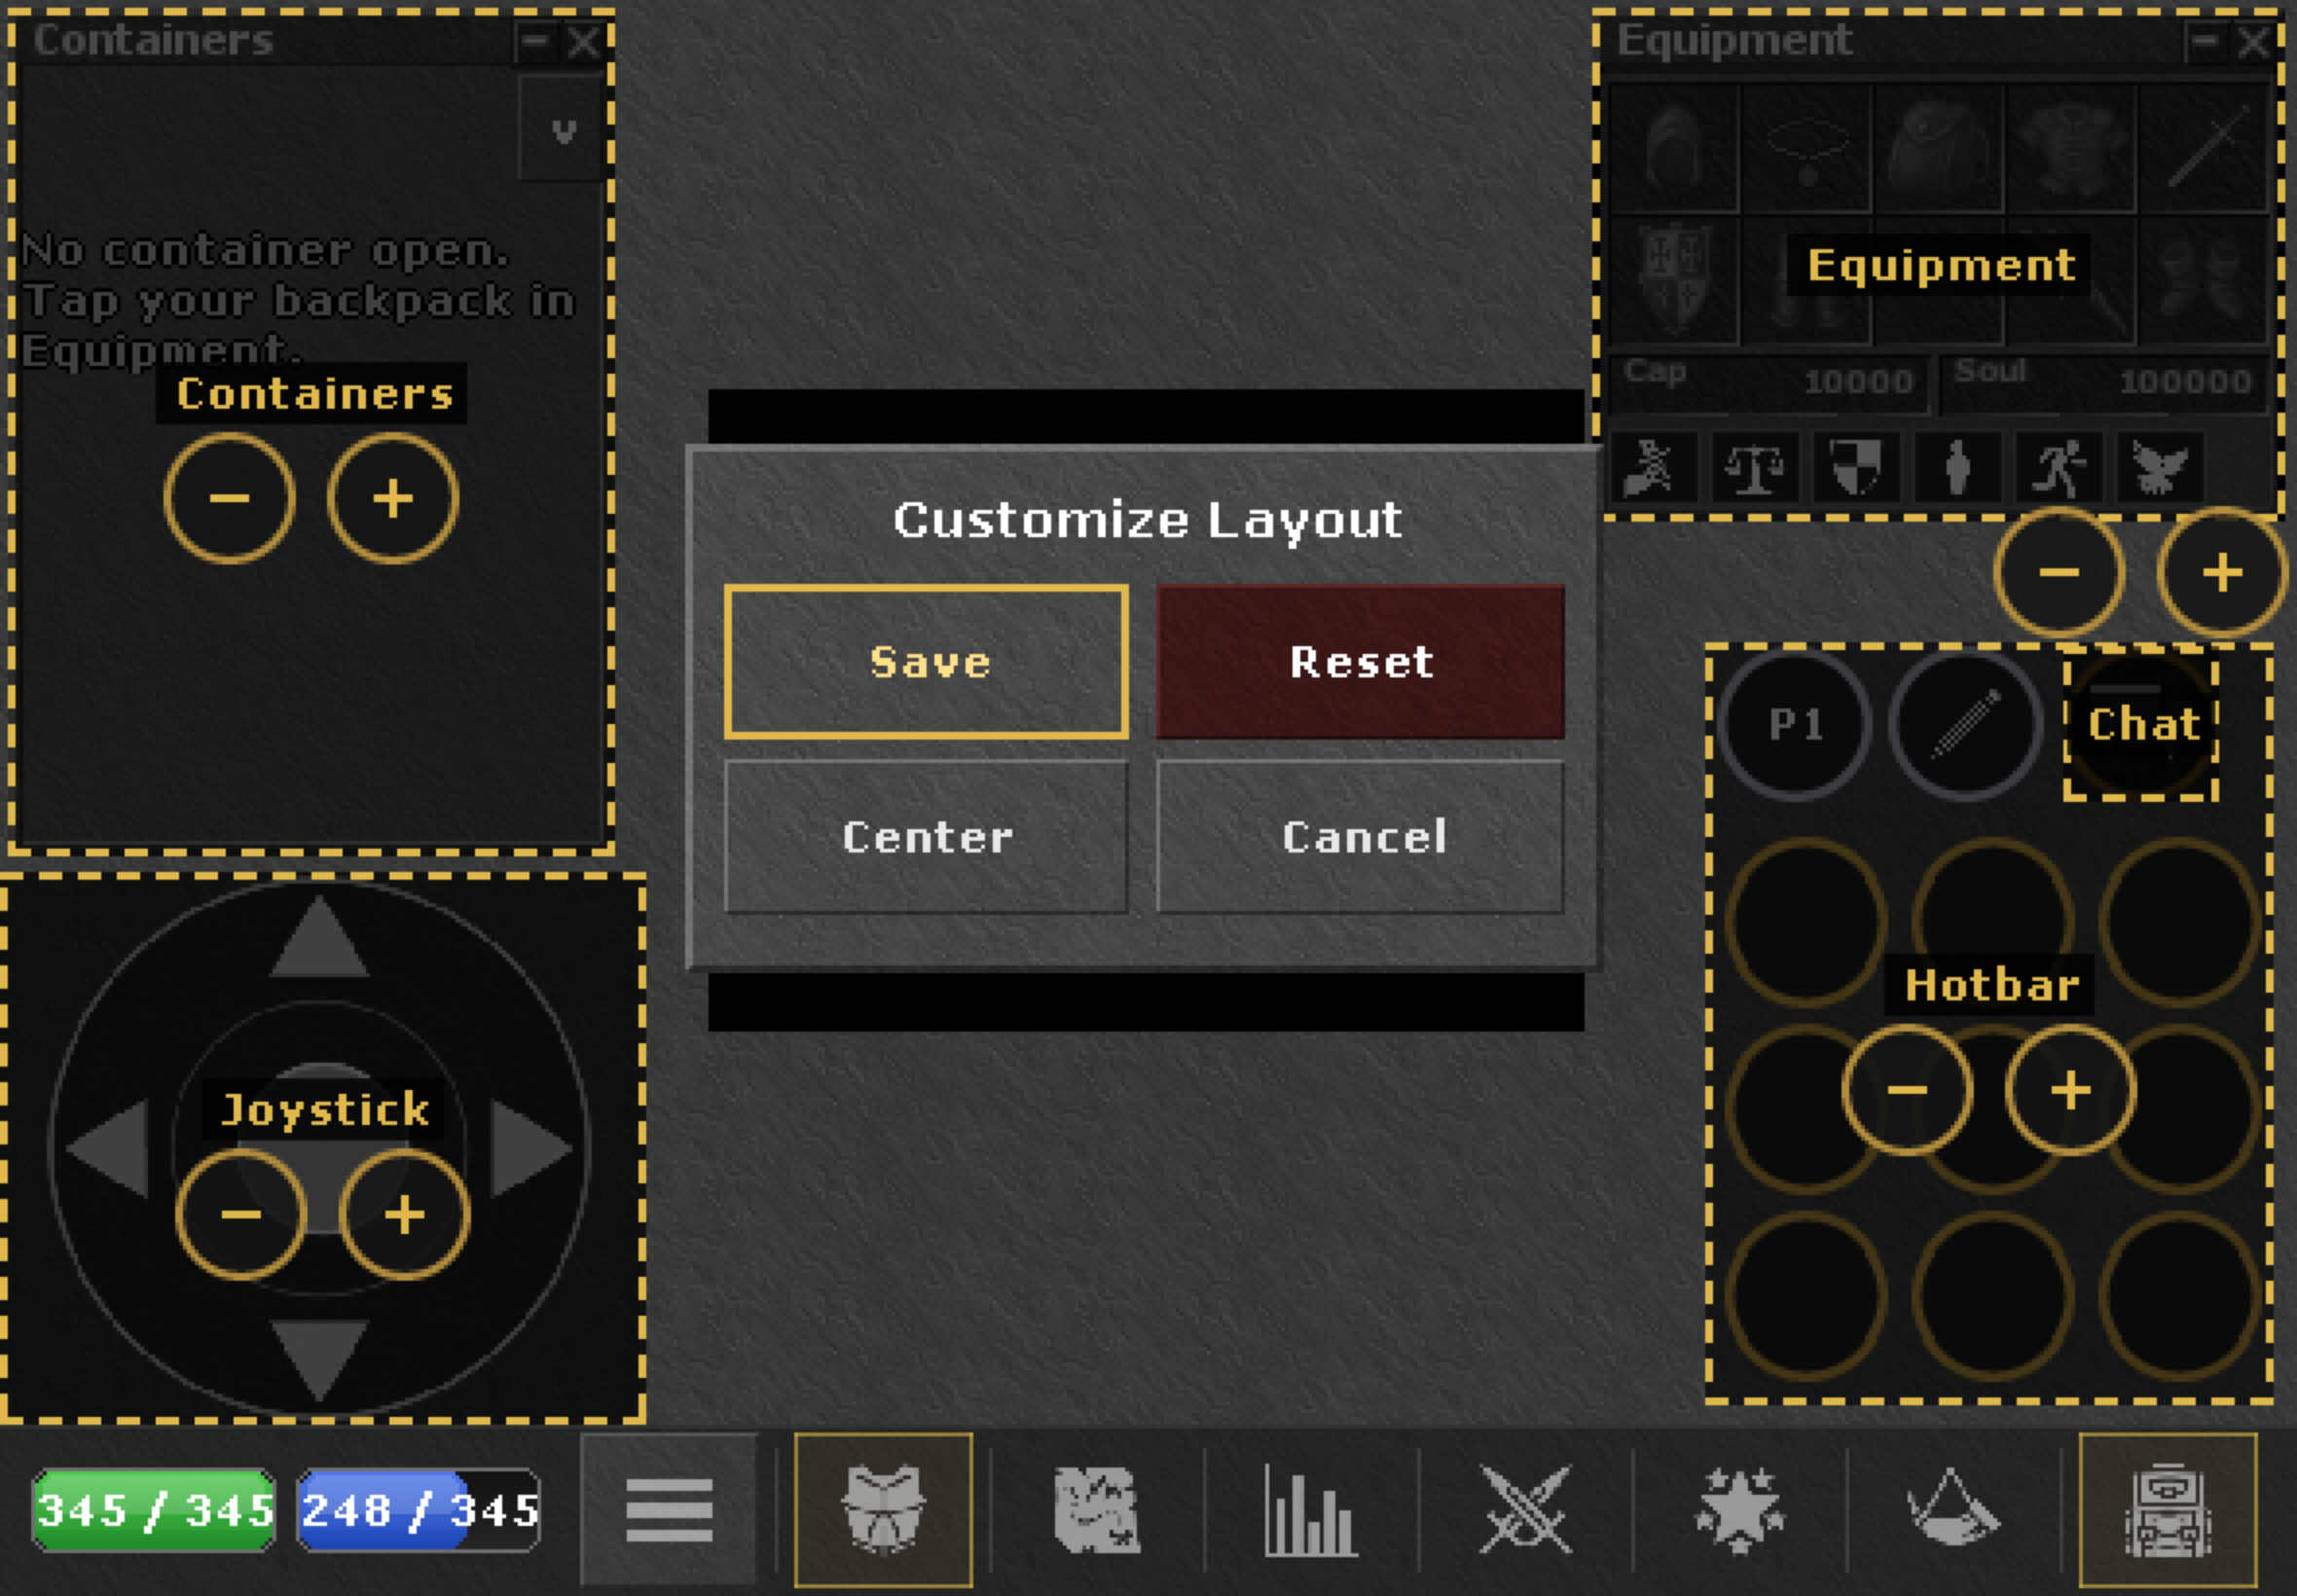 Containers
v
No container open.
Tap your backpack in
Equipment.
Containers
- +
Joystick
- +
Customize Layout
Save Reset
Center Cancel
Equipment
Equipment
Cap 10000 Soul 100000
- +
P1
Chat
Hotbar
- +
345 / 345 248 / 345